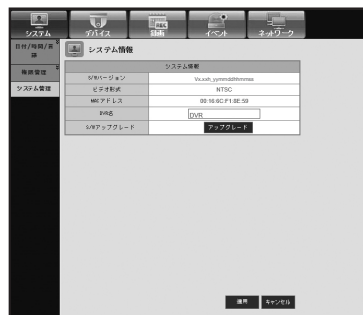 システム
デバイス
REC
録画
イベント
ネットワーク
日付/時間/言語
権限管理
システム管理
システム情報
システム情報
S/Wバージョン
Vx.xxh_yymmddhhmmss
ビデオ形式
NTSC
MACアドレス
00:16:6C:F1:8E:59
DVR名
DVR
S/Wアップグレード
アップグレード
適用
キャンセル